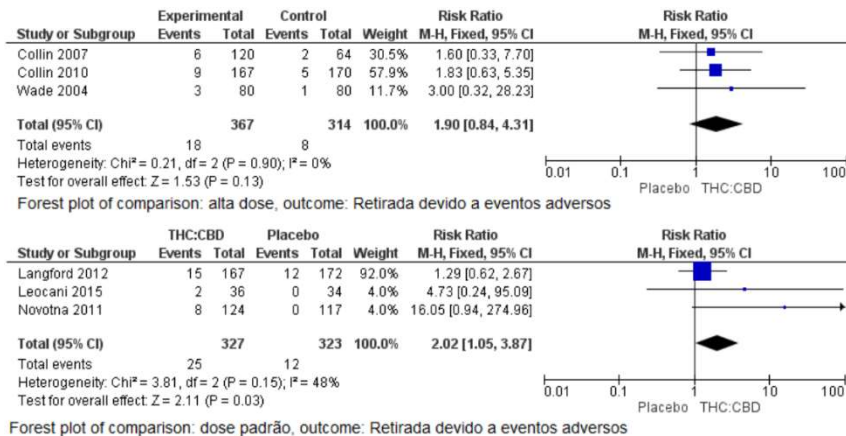 Experimental Control Risk Ratio Risk Ratio
Study or Subgroup Events Total Events Total Weight M-H, Fixed, 95% CI M-H, Fixed, 95% CI
Collin 2007 6 120 2 64 30.5% 1.60 [0.33, 7.70]
Collin 2010 9 167 5 170 57.9% 1.83 [0.63, 5.35]
Wade 2004 3 80 1 80 11.7% 3.00 [0.32, 28.23]
Total (95% CI) 367 314 100.0% 1.90 [0.84, 4.31]
Total events 18 8
Heterogeneity: Chi² = 0.21, df = 2 (P = 0.90); I² = 0%
0.01 0.1 1 10 100
Test for overall effect: Z = 1.53 (P = 0.13)
Placebo THC:CBD
Forest plot of comparison: alta dose, outcome: Retirada devido a eventos adversos
THC:CBD Placebo Risk Ratio Risk Ratio
Study or Subgroup Events Total Events Total Weight M-H, Fixed, 95% CI M-H, Fixed, 95% CI
Langford 2012 15 167 12 172 92.0% 1.29 [0.62, 2.67]
Leocani 2015 2 36 0 34 4.0% 4.73 [0.24, 95.09]
Novotna 2011 8 124 0 117 4.0% 16.05 [0.94, 274.96]
Total (95% CI) 327 323 100.0% 2.02 [1.05, 3.87]
Total events 25 12
Heterogeneity: Chi² = 3.81, df = 2 (P = 0.15); I² = 48%
0.01 0.1 1 10 100
Test for overall effect: Z = 2.11 (P = 0.03)
Placebo THC:CBD
Forest plot of comparison: dose padrão, outcome: Retirada devido a eventos adversos